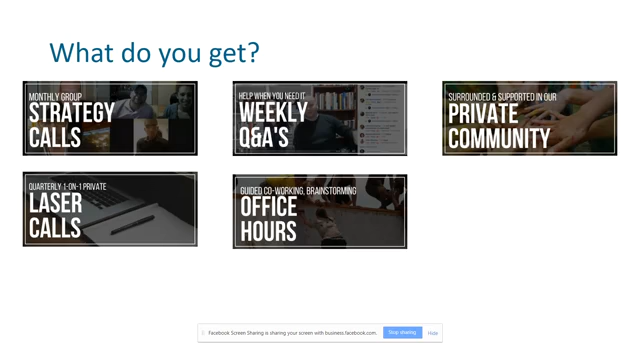 What do you get?
MONTHLY GROUP
STRATEGY
CALLS
HELP WHEN YOU NEED IT
WEEKLY
Q&A'S
SURROUNDED & SUPPORTED IN OUR
PRIVATE
COMMUNITY
QUARTERLY 1-ON-1 PRIVATE
LASER
CALLS
GUIDED CO-WORKING, BRAINSTORMING
OFFICE
HOURS
Facebook Screen Sharing is sharing your screen with business.facebook.com.
Stop sharing
Hide